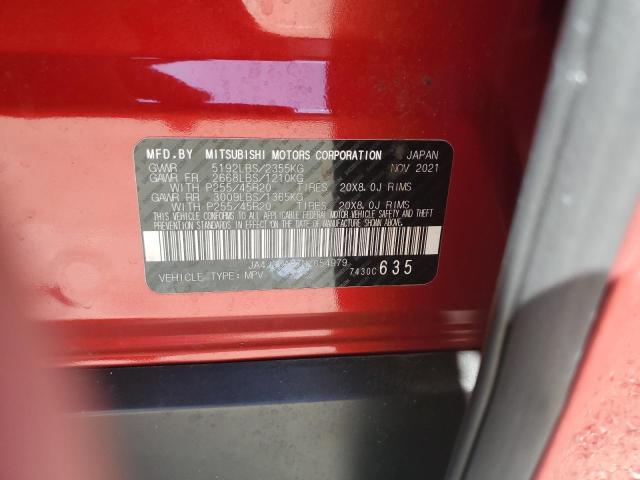 MFD.BY MITSUBISHI MOTORS CORPORATION JAPAN
GVWR 5192LBS/2355KG NOV 2021
GAWR FR 2668LBS/1210KG
WITH P255/45R20 TIRES 20X8.0J RIMS
GAWR RR 3009LBS/1365KG
WITH P255/45R20 TIRES 20X8.0J RIMS
THIS VEHICLE CONFORMS TO ALL APPLICABLE FEDERAL MOTOR VEHICLE SAFETY, BUMPER,
AND THEFT PREVENTION STANDARDS IN EFFECT ON THE DATE OF MANUFACTURE SHOWN ABOVE.
VEHICLE TYPE: MPV 7430C 635